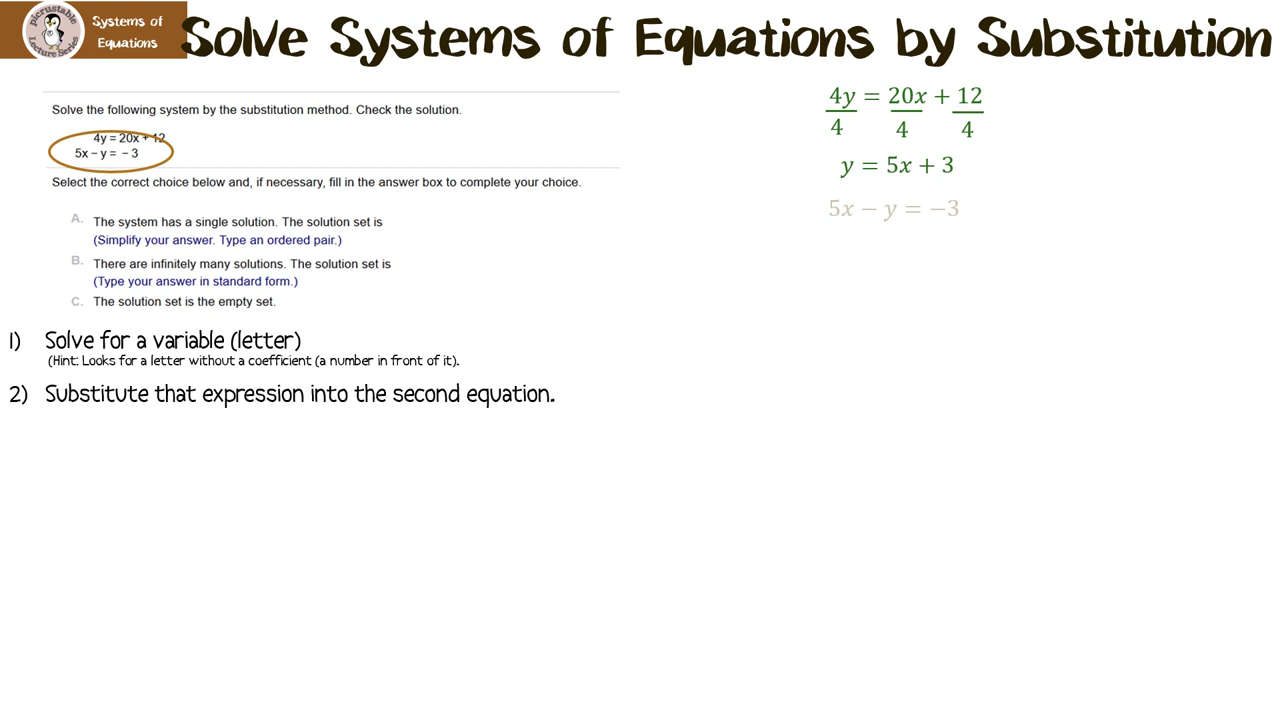 picrustable
Lecture Series
Systems of
Equations
Solve Systems of Equations by Substitution
Solve the following system by the substitution method. Check the solution.
4y = 20x + 12
5x − y = − 3
Select the correct choice below and, if necessary, fill in the answer box to complete your choice.
A. The system has a single solution. The solution set is
(Simplify your answer. Type an ordered pair.)
B. There are infinitely many solutions. The solution set is
(Type your answer in standard form.)
C. The solution set is the empty set.
1) Solve for a variable (letter)
(Hint: Looks for a letter without a coefficient (a number in front of it).
2) Substitute that expression into the second equation.
4y = 20x + 12
4 4 4
y = 5x + 3
5x − y = −3